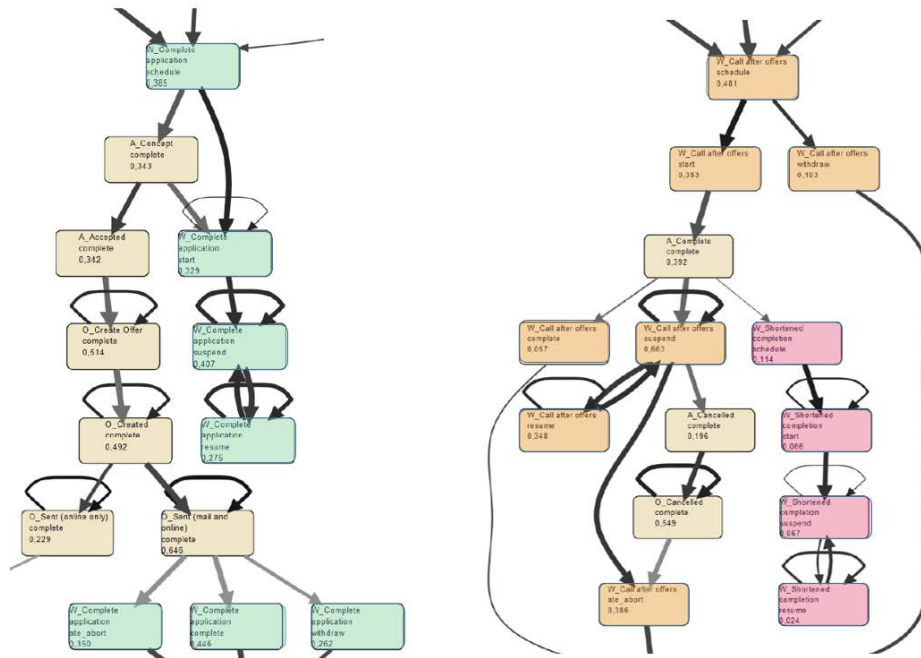 W_Complete
application
schedule
0,385
A_Concept
complete
0,343
A_Accepted
complete
0,342
W_Complete
application
start
0,329
O_Create Offer
complete
0,514
W_Complete
application
suspend
0,407
O_Created
complete
0,492
W_Complete
application
resume
0,275
O_Sent (online only)
complete
0,229
O_Sent (mail and
online)
complete
0,646
W_Complete
application
ate_abort
0,350
W_Complete
application
complete
0,446
W_Complete
application
withdraw
0,262
W_Call after offers
schedule
0,481
W_Call after offers
start
0,383
W_Call after offers
withdraw
0,103
A_Complete
complete
0,392
W_Call after offers
complete
0,057
W_Call after offers
suspend
0,663
W_Shortened
completion
schedule
0,114
W_Call after offers
resume
0,348
A_Cancelled
complete
0,196
W_Shortened
completion
start
0,066
O_Cancelled
complete
0,549
W_Shortened
completion
suspend
0,067
W_Call after offers
ate_abort
0,386
W_Shortened
completion
resume
0,024